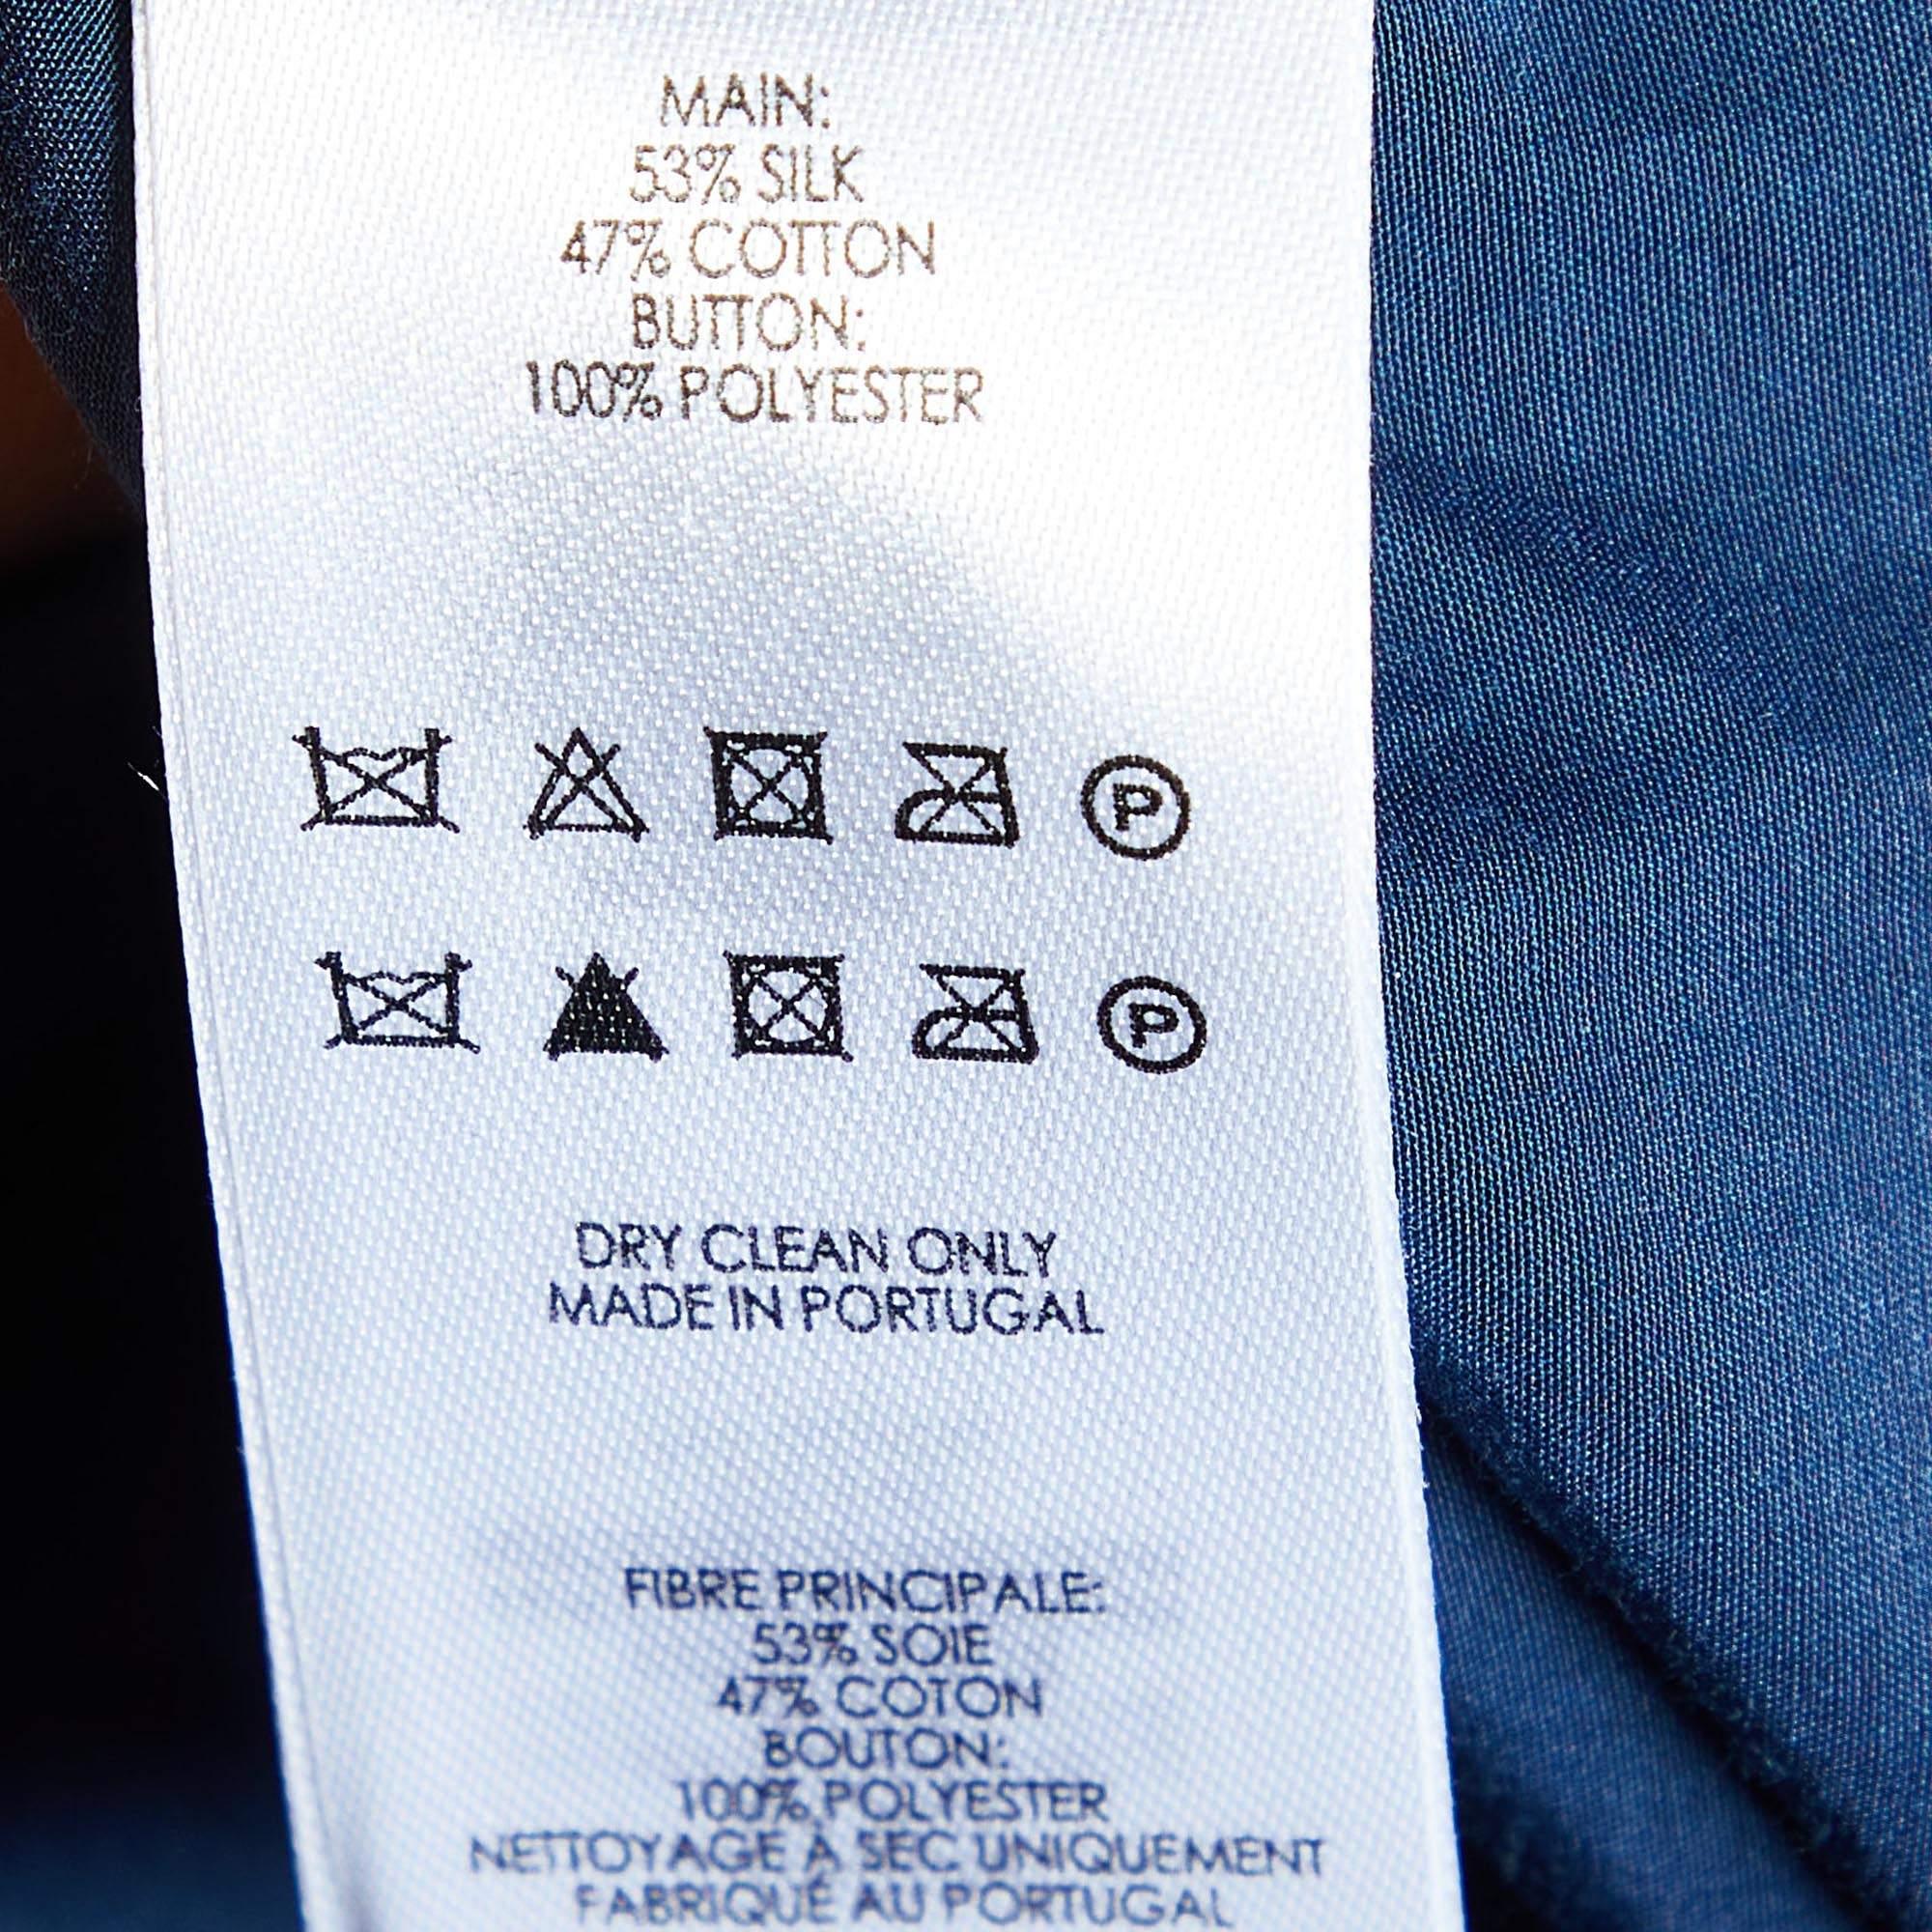 MAIN:
53% SILK
47% COTTON
BUTTON:
100% POLYESTER
P
P
DRY CLEAN ONLY
MADE IN PORTUGAL
FIBRE PRINCIPALE:
53% SOIE
47% COTON
BOUTON:
100% POLYESTER
NETTOYAGE À SEC UNIQUEMENT
FABRIQUÉ AU PORTUGAL